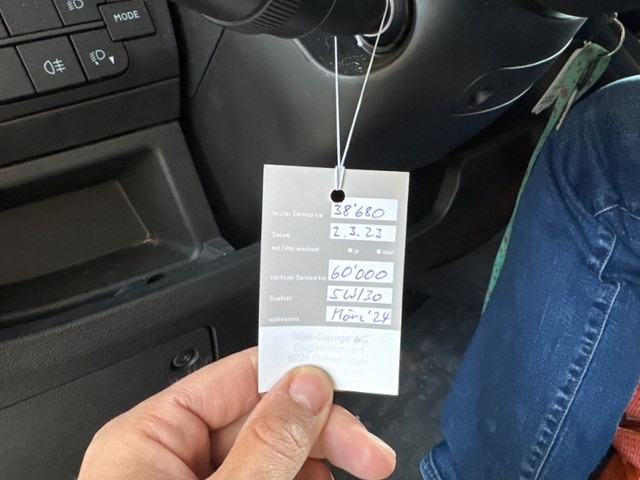 MODE
letzter Service km 38'680
Datum 2.3.23
mit Filterwechsel ja nein
nächster Service km 60'000
Qualität 5W/30
spätestens März '24
Garage AG